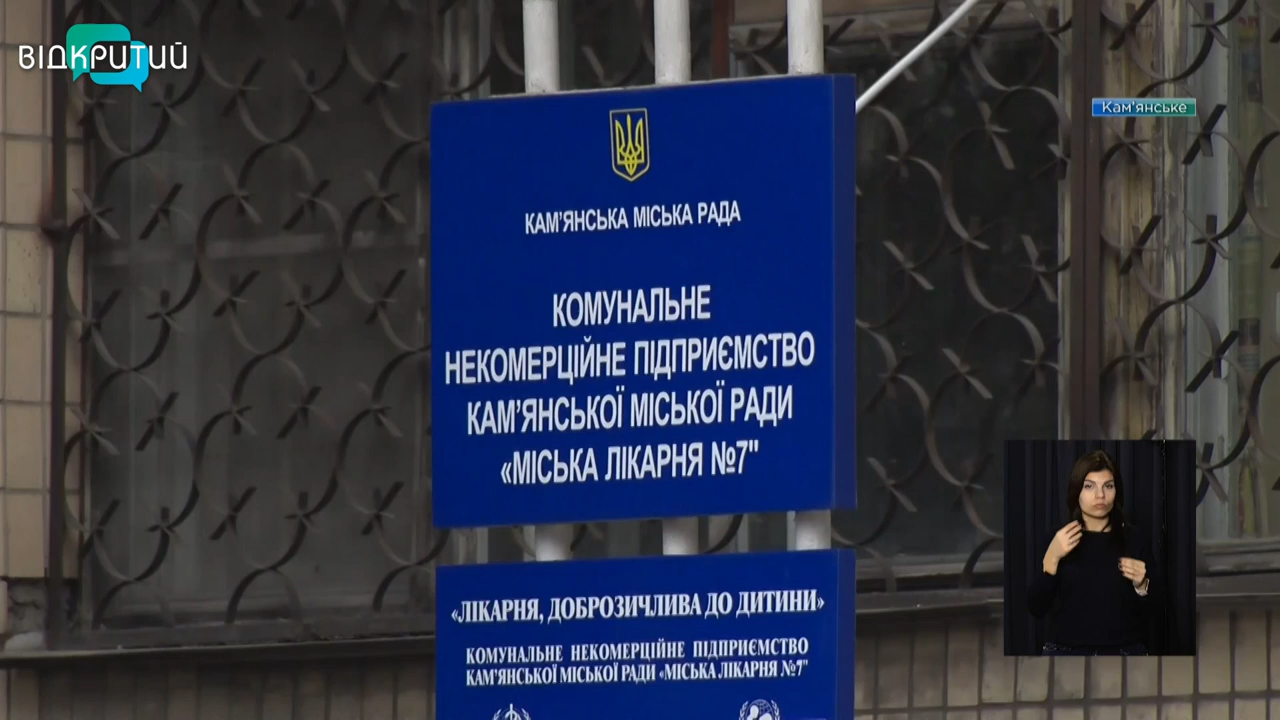 ВІДКРИТИЙ
Кам'янське
КАМ'ЯНСЬКА МІСЬКА РАДА
КОМУНАЛЬНЕ
НЕКОМЕРЦІЙНЕ ПІДПРИЄМСТВО
КАМ'ЯНСЬКОЇ МІСЬКОЇ РАДИ
«МІСЬКА ЛІКАРНЯ №7"
«ЛІКАРНЯ, ДОБРОЗИЧЛИВА ДО ДИТИНИ»
КОМУНАЛЬНЕ НЕКОМЕРЦІЙНЕ ПІДПРИЄМСТВО
КАМ'ЯНСЬКОЇ МІСЬКОЇ РАДИ «МІСЬКА ЛІКАРНЯ №7"